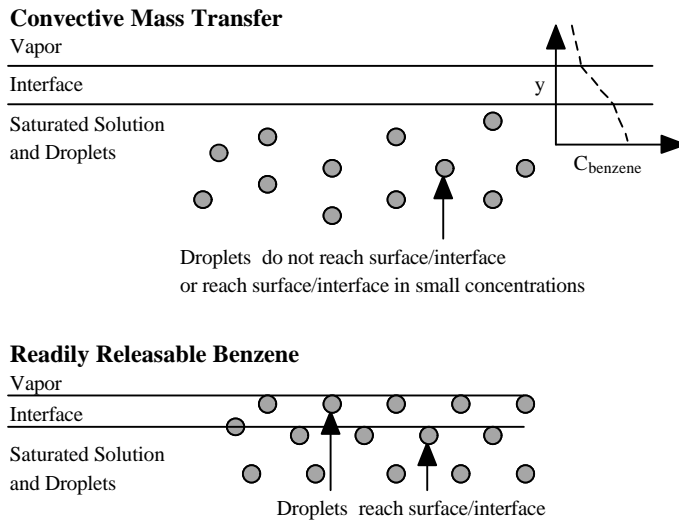 Convective Mass Transfer
Vapor
Interface
y
Saturated Solution
and Droplets
C_benzene
Droplets do not reach surface/interface
or reach surface/interface in small concentrations
Readily Releasable Benzene
Vapor
Interface
Saturated Solution
and Droplets
Droplets reach surface/interface